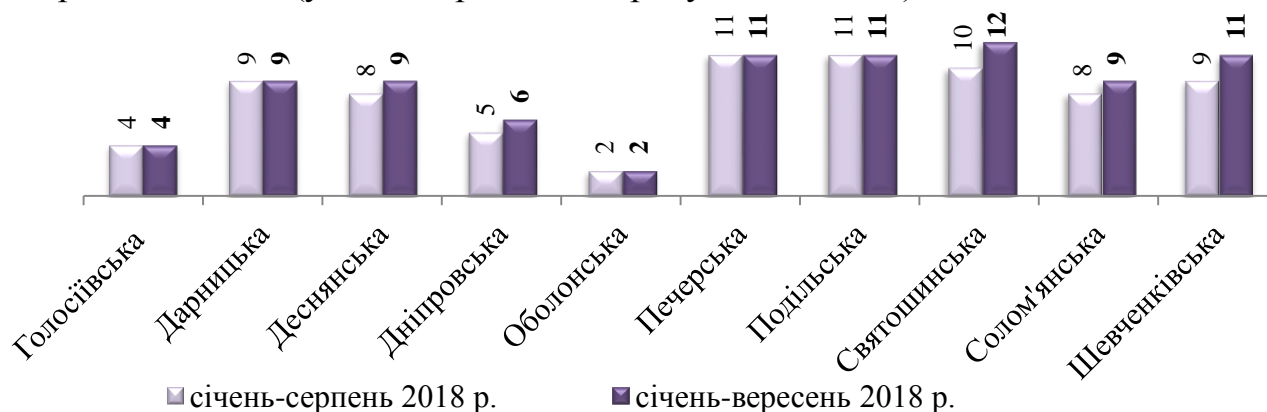 4 4 9 9 8 9 5 6 2 2 11 11 11 11 10 12 8 9 9 11
Голосіївська Дарницька Деснянська Дніпровська Оболонська Печерська Подільська Святошинська Солом'янська Шевченківська
січень-серпень 2018 р. січень-вересень 2018 р.